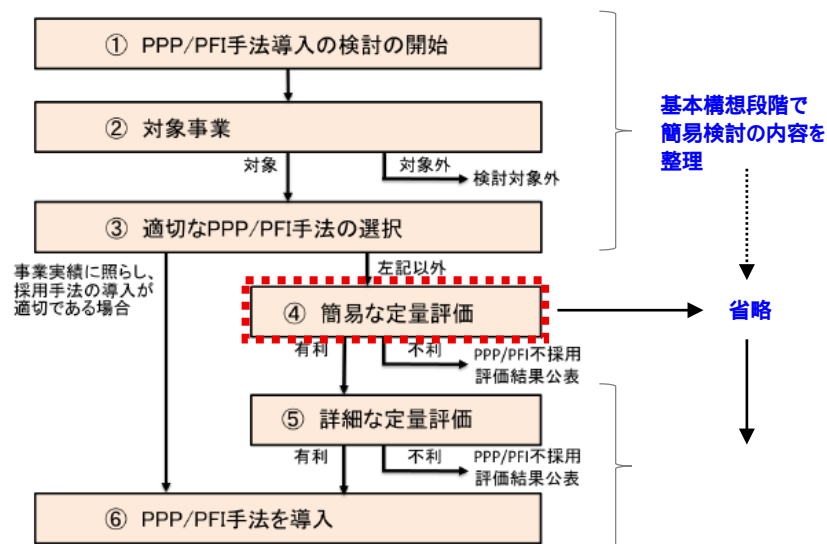 ① PPP/PFI手法導入の検討の開始
② 対象事業
対象
対象外
検討対象外
③ 適切なPPP/PFI手法の選択
事業実績に照らし、
採用手法の導入が
適切である場合
左記以外
④ 簡易な定量評価
有利
不利
PPP/PFI不採用
評価結果公表
⑤ 詳細な定量評価
有利
不利
PPP/PFI不採用
評価結果公表
⑥ PPP/PFI手法を導入
基本構想段階で
簡易検討の内容を
整理
省略